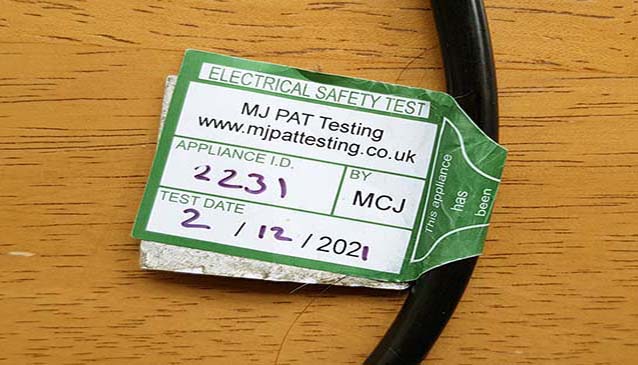 ELECTRICAL SAFETY TEST
MJ PAT Testing
www.mjpattesting.co.uk
APPLIANCE I.D.
2231
BY
MCJ
TEST DATE
2 / 12 / 2021
This appliance
has
been